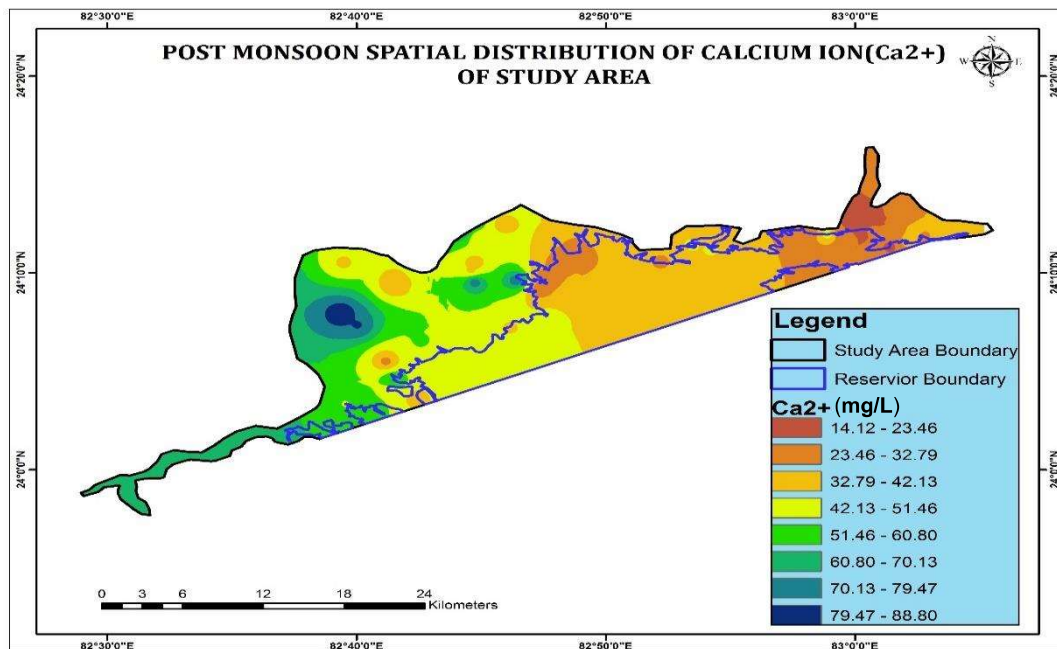 82°30'0"E 82°40'0"E 82°50'0"E 83°0'0"E
POST MONSOON SPATIAL DISTRIBUTION OF CALCIUM ION(Ca2+)
OF STUDY AREA
N
W E
S
24°20'0"N 24°20'0"N
24°10'0"N 24°10'0"N
Legend
Study Area Boundary
Reservior Boundary
Ca2+ (mg/L)
14.12 - 23.46
23.46 - 32.79
24°0'0"N 24°0'0"N
32.79 - 42.13
42.13 - 51.46
51.46 - 60.80
60.80 - 70.13
70.13 - 79.47
79.47 - 88.80
0 3 6 12 18 24
Kilometers
82°30'0"E 82°40'0"E 82°50'0"E 83°0'0"E